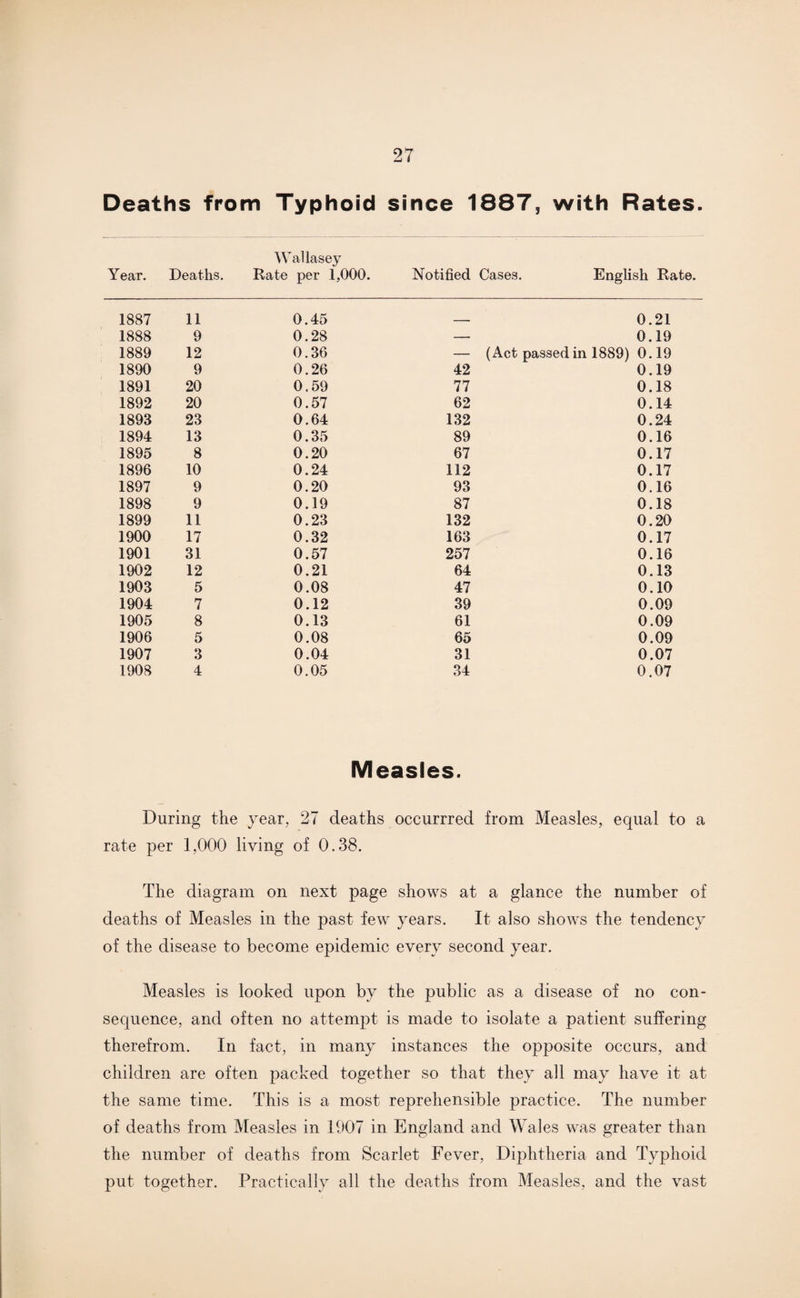 27
Deaths from Typhoid since 1887, with Rates.
Year. Deaths. Wallasey Rate per 1,000. Notified Cases. English Rate.
1887 11 0.45 — 0.21
1888 9 0.28 — 0.19
1889 12 0.36 — (Act passed in 1889) 0.19
1890 9 0.26 42 0.19
1891 20 0.59 77 0.18
1892 20 0.57 62 0.14
1893 23 0.64 132 0.24
1894 13 0.35 89 0.16
1895 8 0.20 67 0.17
1896 10 0.24 112 0.17
1897 9 0.20 93 0.16
1898 9 0.19 87 0.18
1899 11 0.23 132 0.20
1900 17 0.32 163 0.17
1901 31 0.57 257 0.16
1902 12 0.21 64 0.13
1903 5 0.08 47 0.10
1904 7 0.12 39 0.09
1905 8 0.13 61 0.09
1906 5 0.08 65 0.09
1907 3 0.04 31 0.07
1908 4 0.05 34 0.07
Measles.
During the year, 27 deaths occurrred from Measles, equal to a
rate per 1,000 living of 0.38.
The diagram on next page shows at a glance the number of
deaths of Measles in the past few years. It also shows the tendency
of the disease to become epidemic every second year.
Measles is looked upon by the public as a disease of no con-
sequence, and often no attempt is made to isolate a patient suffering
therefrom. In fact, in many instances the opposite occurs, and
children are often packed together so that they all may have it at
the same time. This is a most reprehensible practice. The number
of deaths from Measles in 1907 in England and Wales was greater than
the number of deaths from Scarlet Fever, Diphtheria and Typhoid
put together. Practically all the deaths from Measles, and the vast